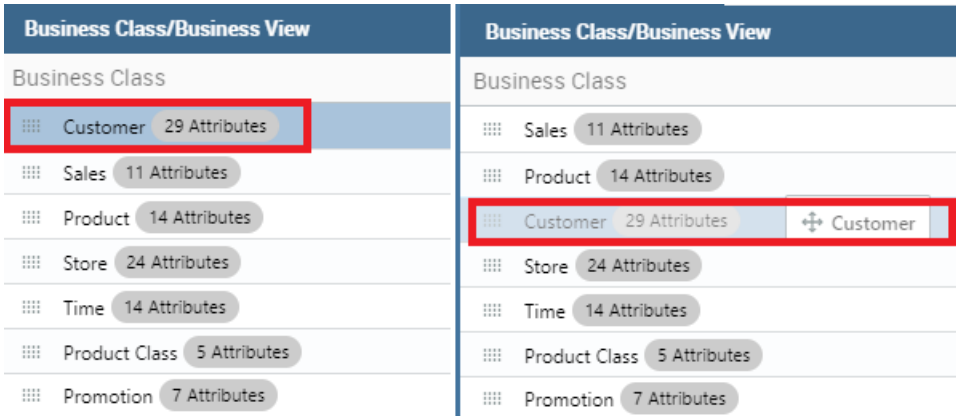 Business Class/Business View
Business Class
Customer 29 Attributes
Sales 11 Attributes
Product 14 Attributes
Store 24 Attributes
Time 14 Attributes
Product Class 5 Attributes
Promotion 7 Attributes
Business Class/Business View
Business Class
Sales 11 Attributes
Product 14 Attributes
Customer 29 Attributes Customer
Store 24 Attributes
Time 14 Attributes
Product Class 5 Attributes
Promotion 7 Attributes